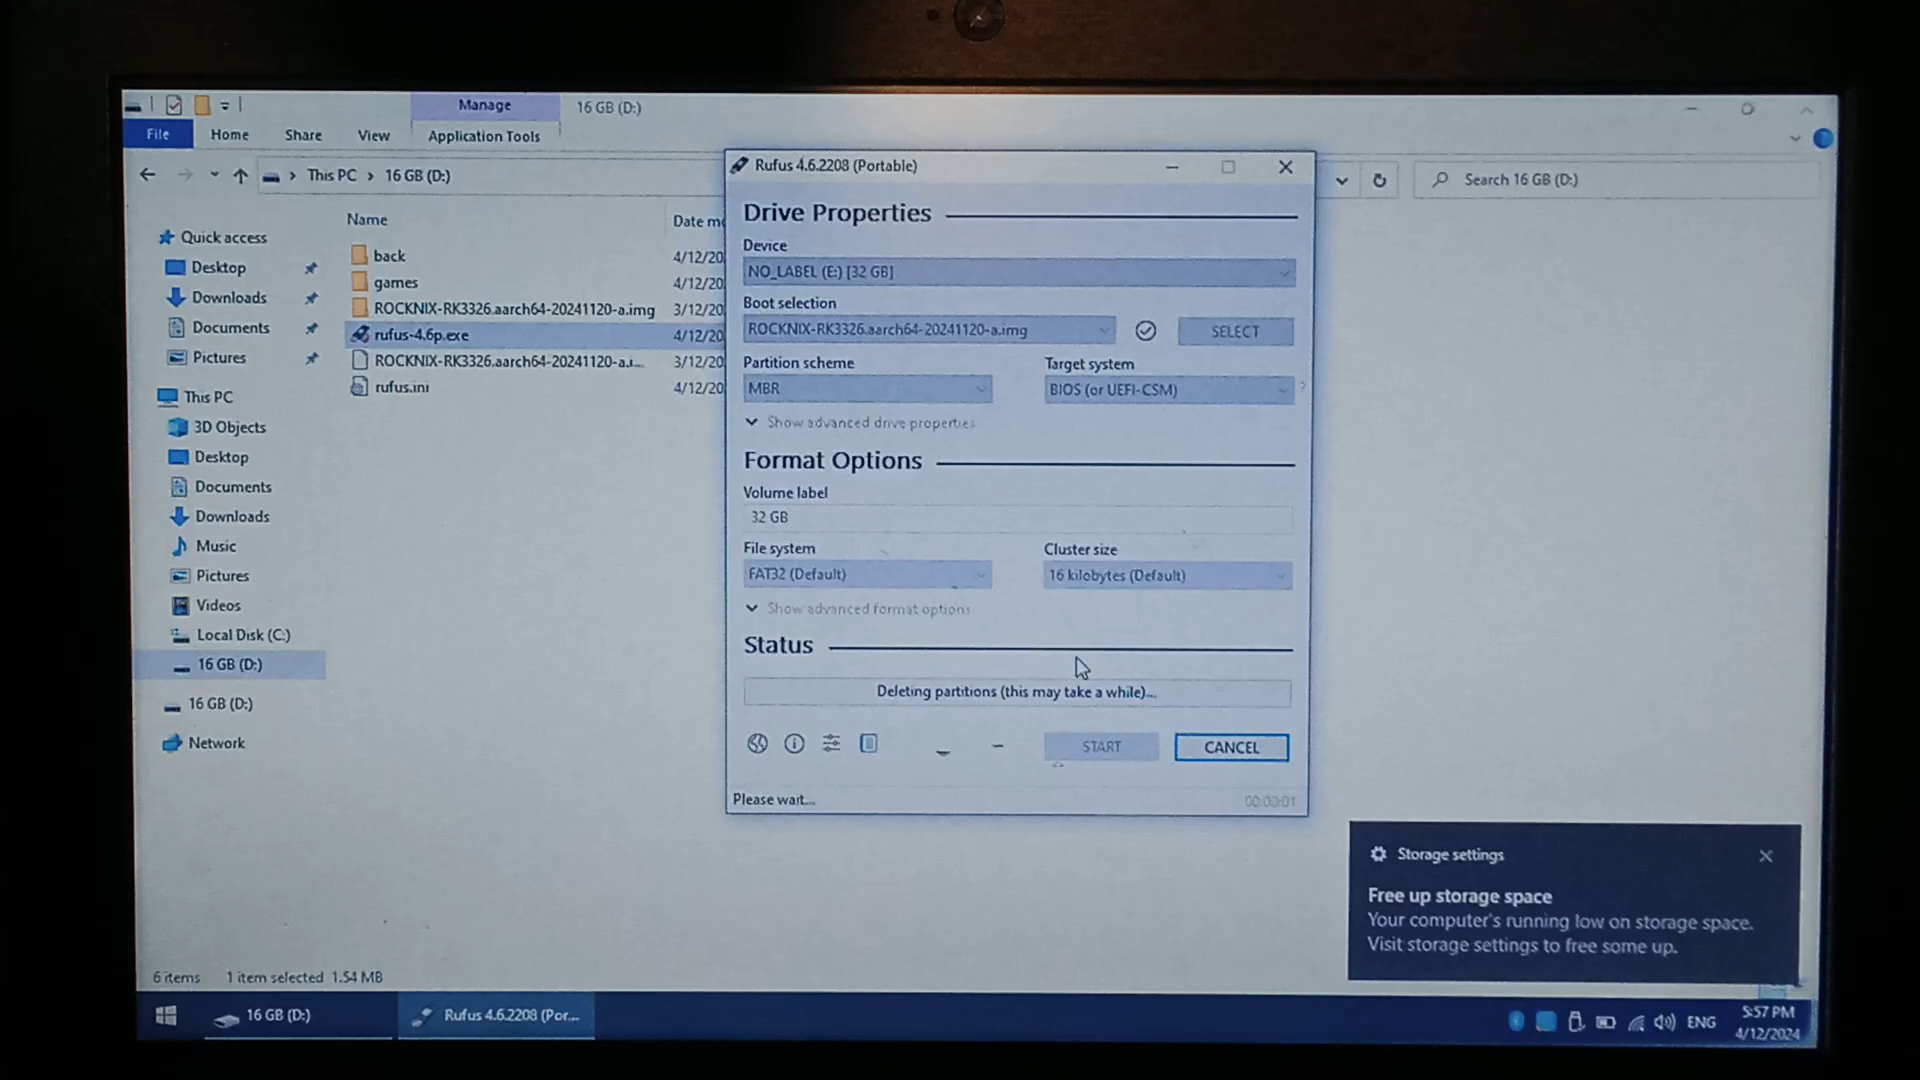 Manage
16 GB (D:)
File
Home
Share
View
Application Tools
This PC
16 GB (D:)
Search 16 GB (D:)
Quick access
Desktop
Downloads
Documents
Pictures
This PC
3D Objects
Desktop
Documents
Downloads
Music
Pictures
Videos
Local Disk (C:)
16 GB (D:)
16 GB (D:)
Network
Name
Date mo
back
4/12/20
games
4/12/20
ROCKNIX-RK3326.aarch64-20241120-a.img
3/12/20
rufus-4.6p.exe
4/12/20
ROCKNIX-RK3326.aarch64-20241120-a.i...
3/12/20
rufus.ini
4/12/20
Rufus 4.6.2208 (Portable)
Drive Properties
Device
NO_LABEL (E:) [32 GB]
Boot selection
ROCKNIX-RK3326.aarch64-20241120-a.img
SELECT
Partition scheme
Target system
MBR
BIOS (or UEFI-CSM)
?
Show advanced drive properties
Format Options
Volume label
32 GB
File system
Cluster size
FAT32 (Default)
16 kilobytes (Default)
Show advanced format options
Status
Deleting partitions (this may take a while)...
START
CANCEL
Please wait...
00:00:01
Storage settings
Free up storage space
Your computer's running low on storage space.
Visit storage settings to free some up.
6 items
1 item selected 1.54 MB
16 GB (D:)
Rufus 4.6.2208 (Por...
ENG
5:57 PM
4/12/2024